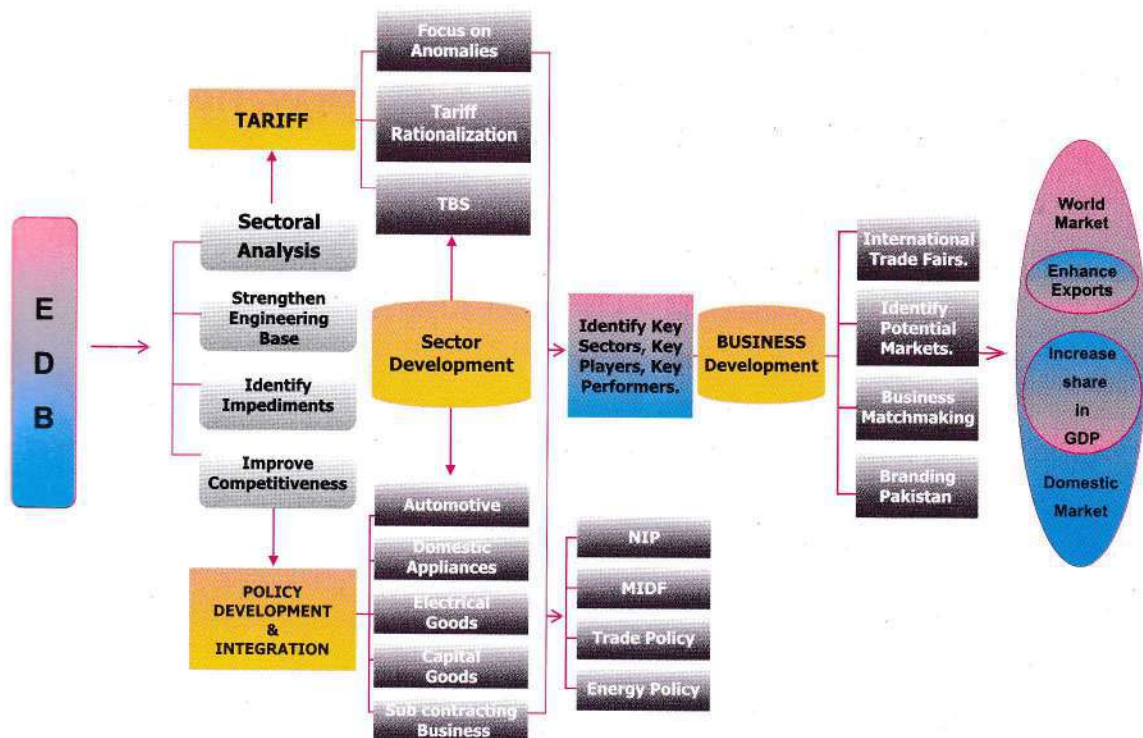 E
D
B
TARIFF
Sectoral
Analysis
Strengthen
Engineering
Base
Identify
Impediments
Improve
Competitiveness
POLICY
DEVELOPMENT
&
INTEGRATION
Focus on
Anomalies
Tariff
Rationalization
TBS
Sector
Development
Automotive
Domestic
Appliances
Electrical
Goods
Capital
Goods
Sub contracting
Business
Identify Key
Sectors, Key
Players, Key
Performers.
NIP
MIDF
Trade Policy
Energy Policy
BUSINESS
Development
International
Trade Fairs.
Identify
Potential
Markets.
Business
Matchmaking
Branding
Pakistan
World
Market
Enhance
Exports
Increase
share
in
GDP
Domestic
Market